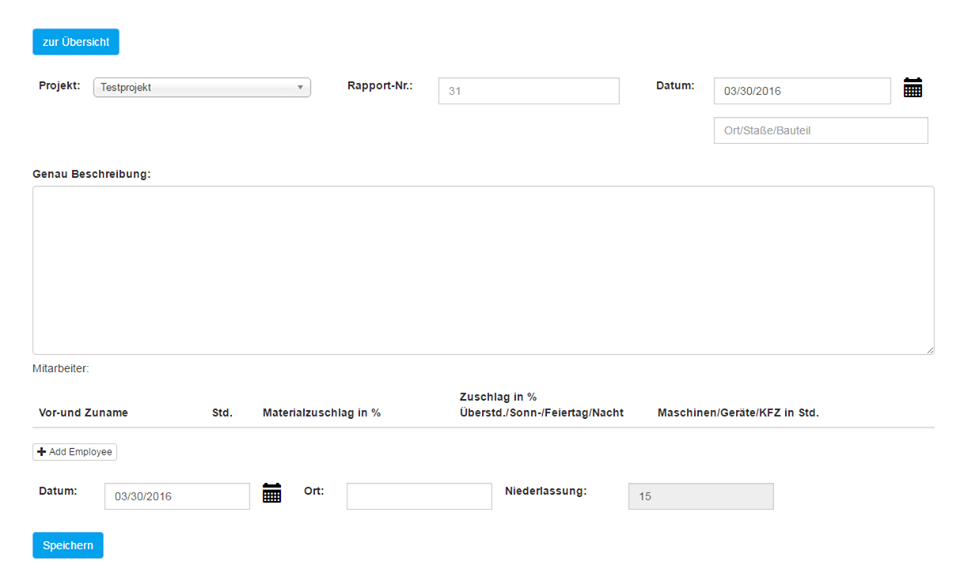 zur Übersicht
Projekt: Testprojekt Rapport-Nr.: 31 Datum: 03/30/2016
Ort/Staße/Bauteil
Genau Beschreibung:
Mitarbeiter:
Zuschlag in %
Vor-und Zuname Std. Materialzuschlag in % Überstd./Sonn-/Feiertag/Nacht Maschinen/Geräte/KFZ in Std.
Add Employee
Datum: 03/30/2016 Ort: Niederlassung: 15
Speichern